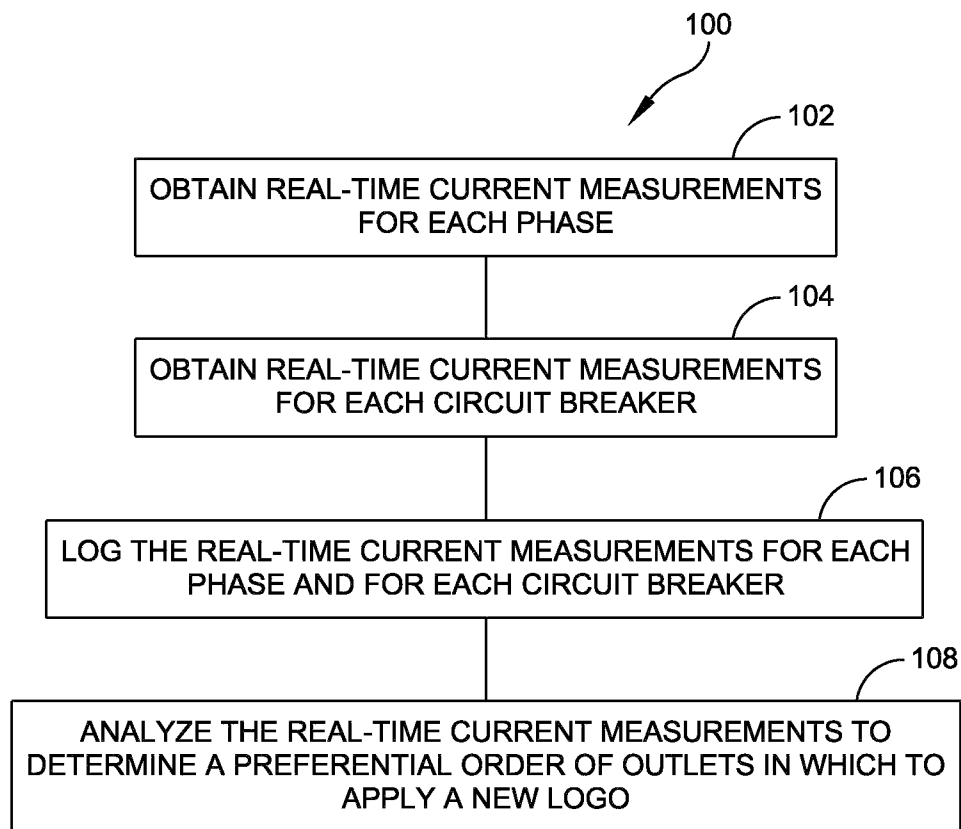 100
102
OBTAIN REAL-TIME CURRENT MEASUREMENTS
FOR EACH PHASE
104
OBTAIN REAL-TIME CURRENT MEASUREMENTS
FOR EACH CIRCUIT BREAKER
106
LOG THE REAL-TIME CURRENT MEASUREMENTS FOR EACH
PHASE AND FOR EACH CIRCUIT BREAKER
108
ANALYZE THE REAL-TIME CURRENT MEASUREMENTS TO
DETERMINE A PREFERENTIAL ORDER OF OUTLETS IN WHICH TO
APPLY A NEW LOGO